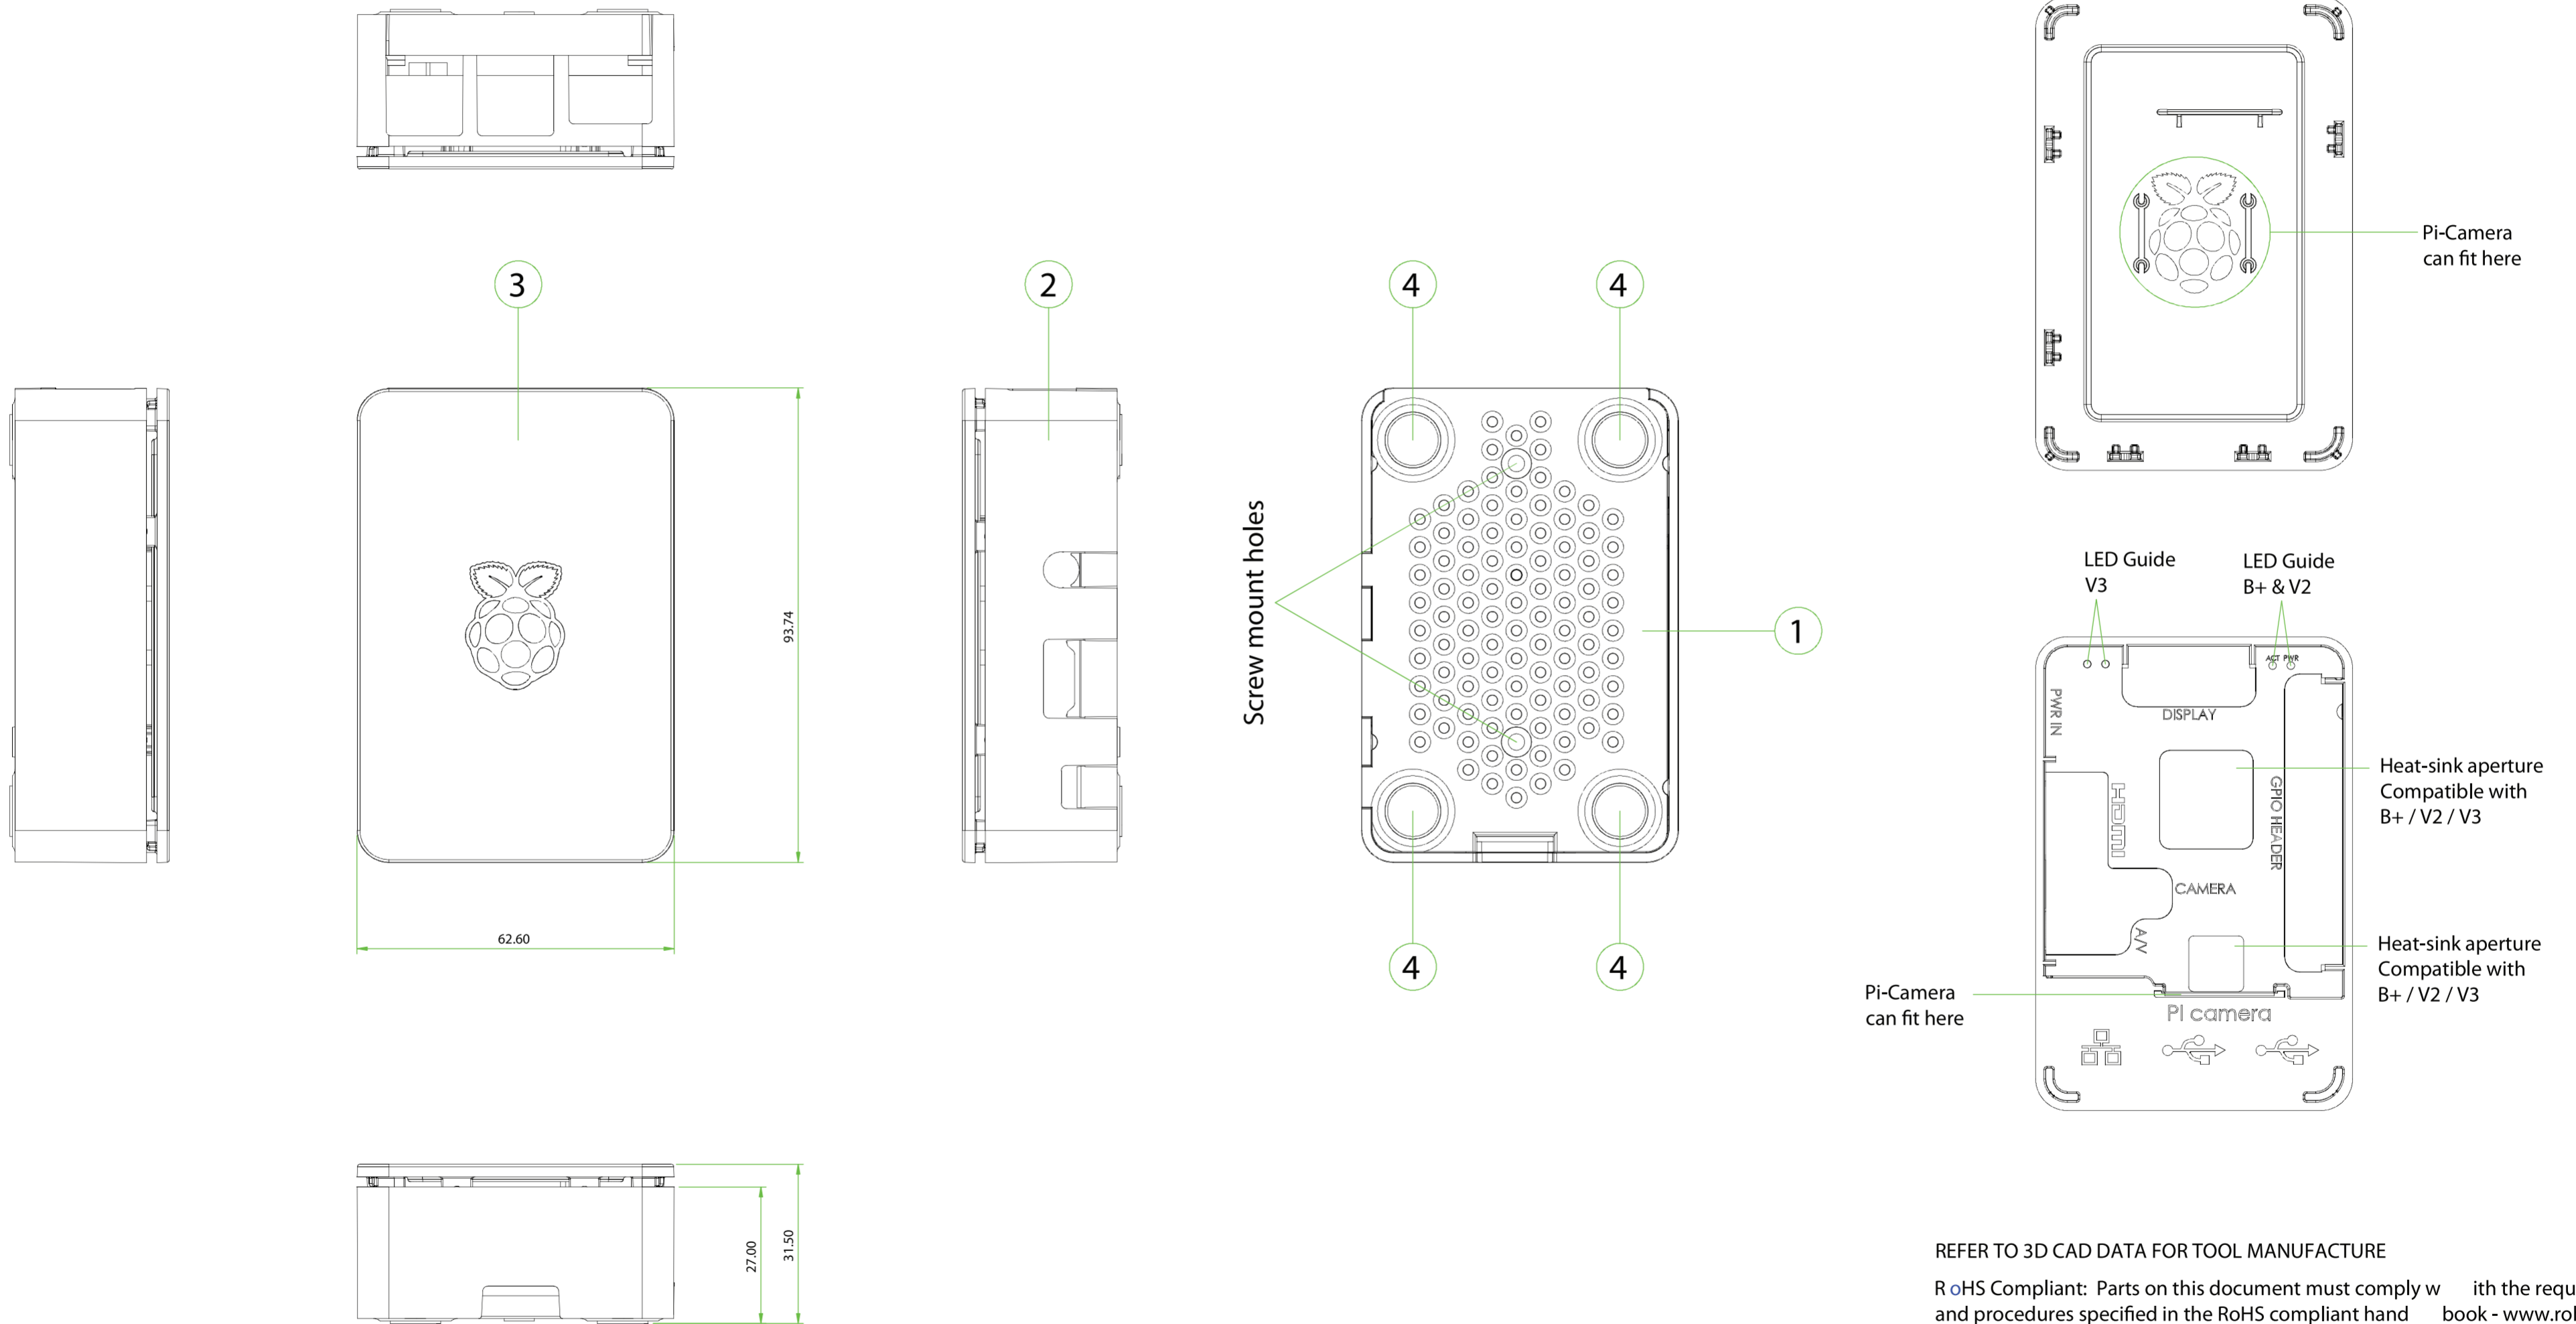 3
2
4
4
Pi-Camera
can fit here
93.74
62.60
Screw mount holes
1
4
4
LED Guide
V3
LED Guide
B+ & V2
ACT PWR
PWR IN
DISPLAY
HDMI
GPIO HEADER
CAMERA
A/V
Heat-sink aperture
Compatible with
B+ / V2 / V3
Heat-sink aperture
Compatible with
B+ / V2 / V3
Pi-Camera
can fit here
PI camera
27.00
31.50
REFER TO 3D CAD DATA FOR TOOL MANUFACTURE
R oHS Compliant: Parts on this document must comply w ith the requ
and procedures specified in the RoHS compliant hand book - www.ro